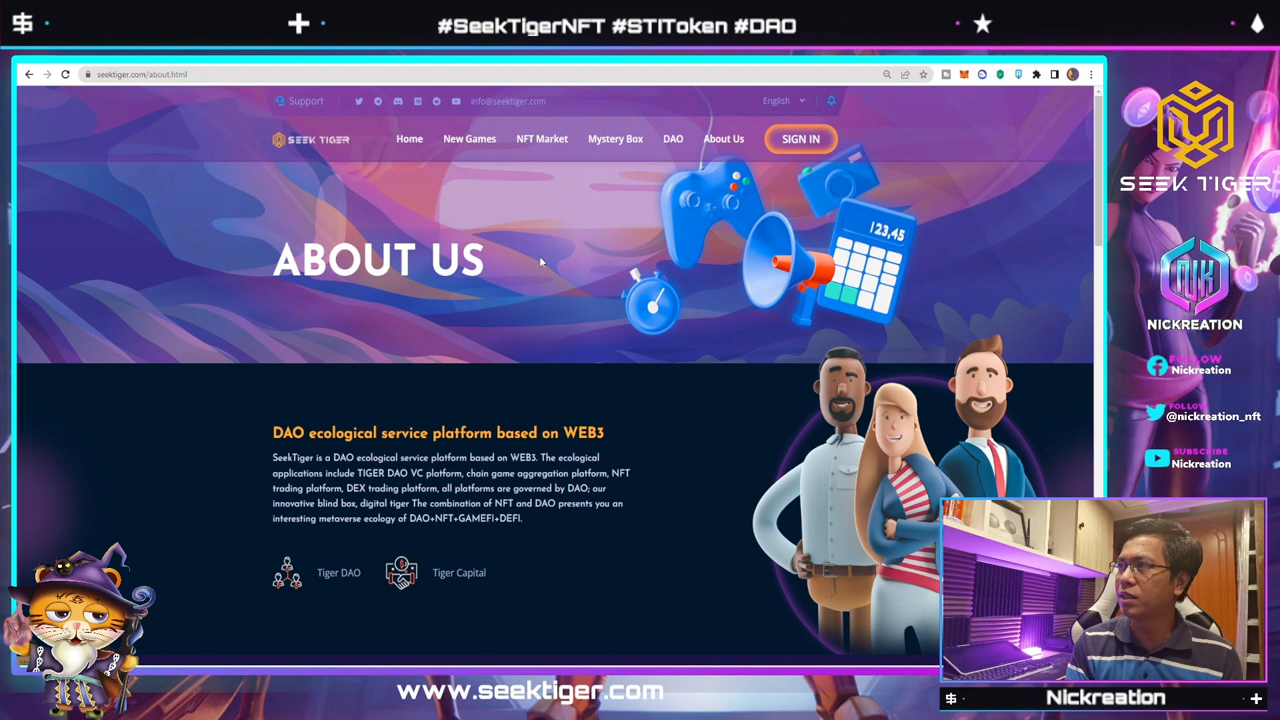 #SeekTigerNFT #STIToken #DAO
seektiger.com/about.html
Support
info@seektiger.com
English
SEEK TIGER
Home
New Games
NFT Market
Mystery Box
DAO
About Us
SIGN IN
123,45
ABOUT US
DAO ecological service platform based on WEB3
SeekTiger is a DAO ecological service platform based on WEB3. The ecological
applications include TIGER DAO VC platform, chain game aggregation platform, NFT
trading platform, DEX trading platform, all platforms are governed by DAO; our
innovative blind box, digital tiger The combination of NFT and DAO presents you an
interesting metaverse ecology of DAO+NFT+GAMEFI+DEFI.
Tiger DAO
Tiger Capital
SEEK TIGER
NK
NICKREATION
FOLLOW
Nickreation
FOLLOW
@nickreation_nft
SUBSCRIBE
Nickreation
www.seektiger.com
Nickreation